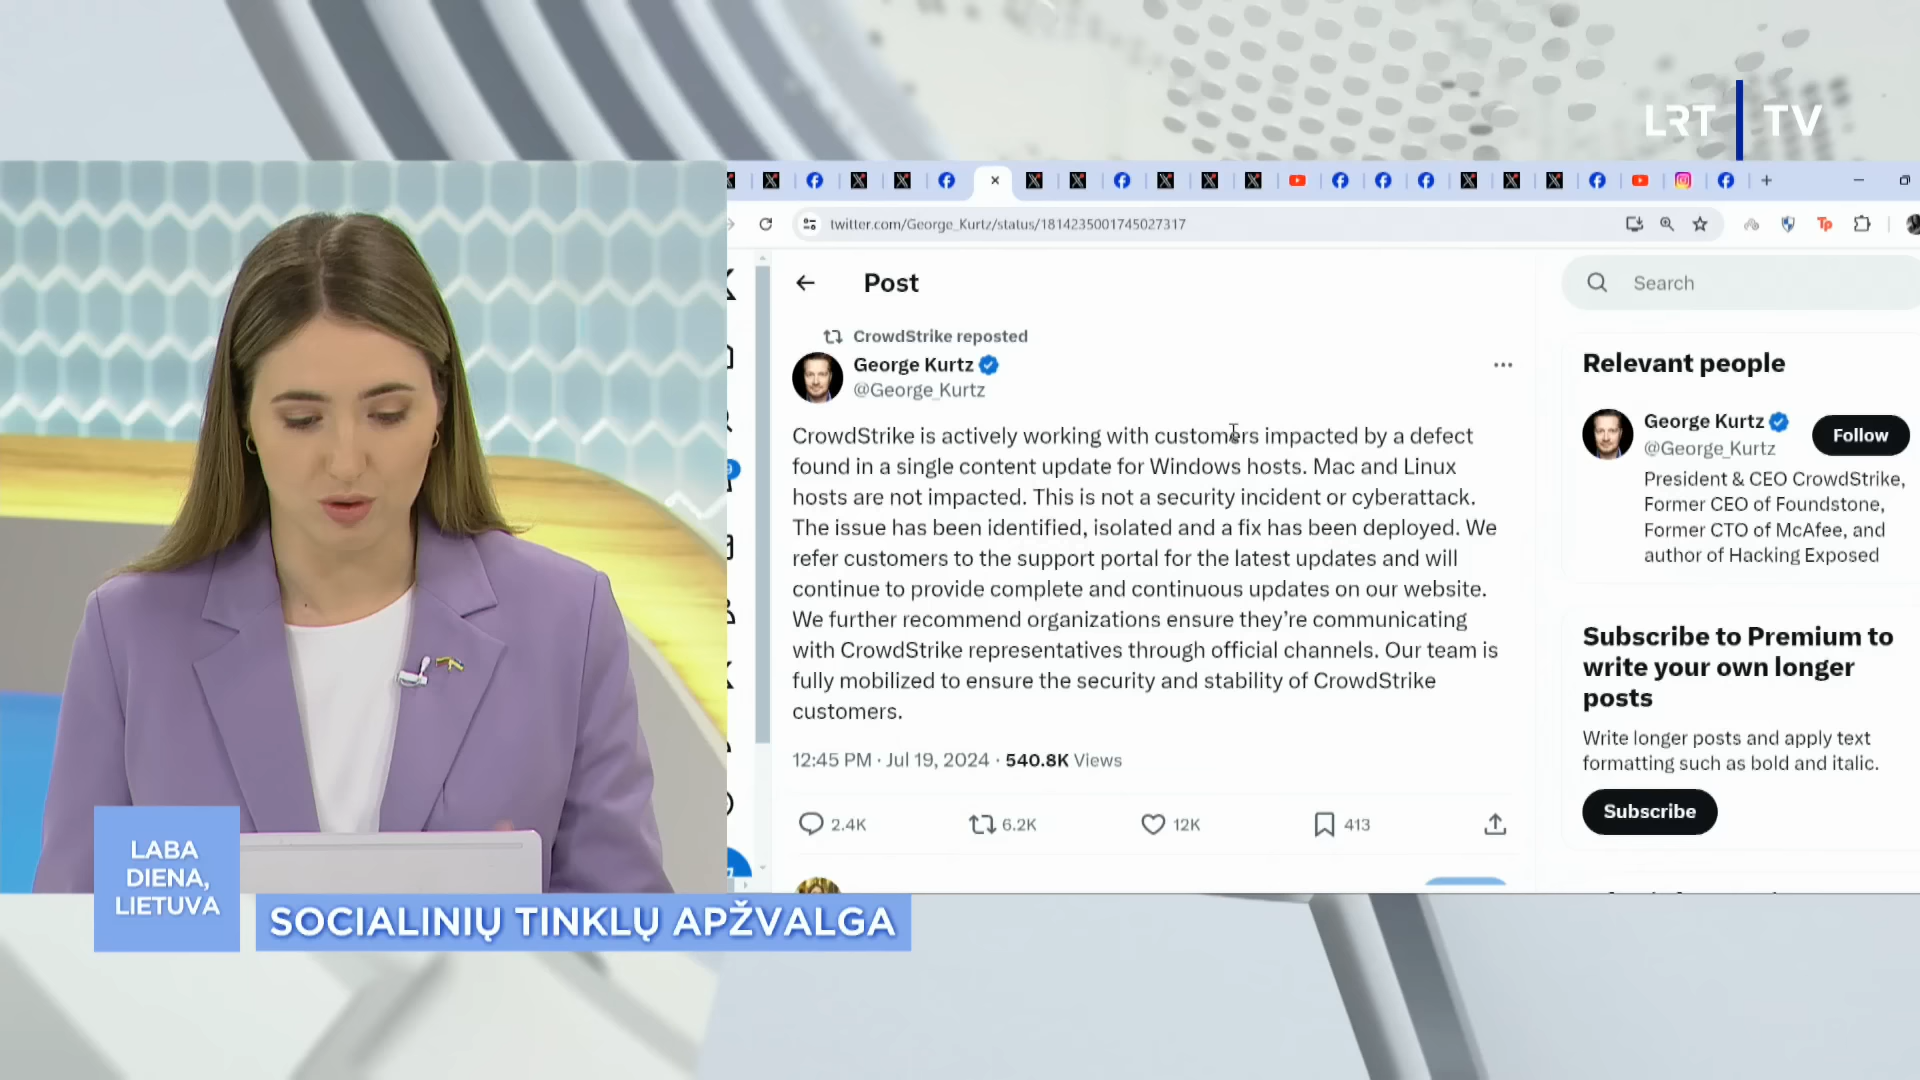 LRT TV
twitter.com/George_Kurtz/status/1814235001745027317
Tp
Post
Search
CrowdStrike reposted
George Kurtz
@George_Kurtz
CrowdStrike is actively working with customers impacted by a defect
found in a single content update for Windows hosts. Mac and Linux
hosts are not impacted. This is not a security incident or cyberattack.
The issue has been identified, isolated and a fix has been deployed. We
refer customers to the support portal for the latest updates and will
continue to provide complete and continuous updates on our website.
We further recommend organizations ensure they’re communicating
with CrowdStrike representatives through official channels. Our team is
fully mobilized to ensure the security and stability of CrowdStrike
customers.
12:45 PM · Jul 19, 2024 · 540.8K Views
2.4K 6.2K 12K 413
Relevant people
George Kurtz
@George_Kurtz
Follow
President & CEO CrowdStrike,
Former CEO of Foundstone,
Former CTO of McAfee, and
author of Hacking Exposed
Subscribe to Premium to
write your own longer
posts
Write longer posts and apply text
formatting such as bold and italic.
Subscribe
LABA
DIENA,
LIETUVA
SOCIALINIŲ TINKLŲ APŽVALGA